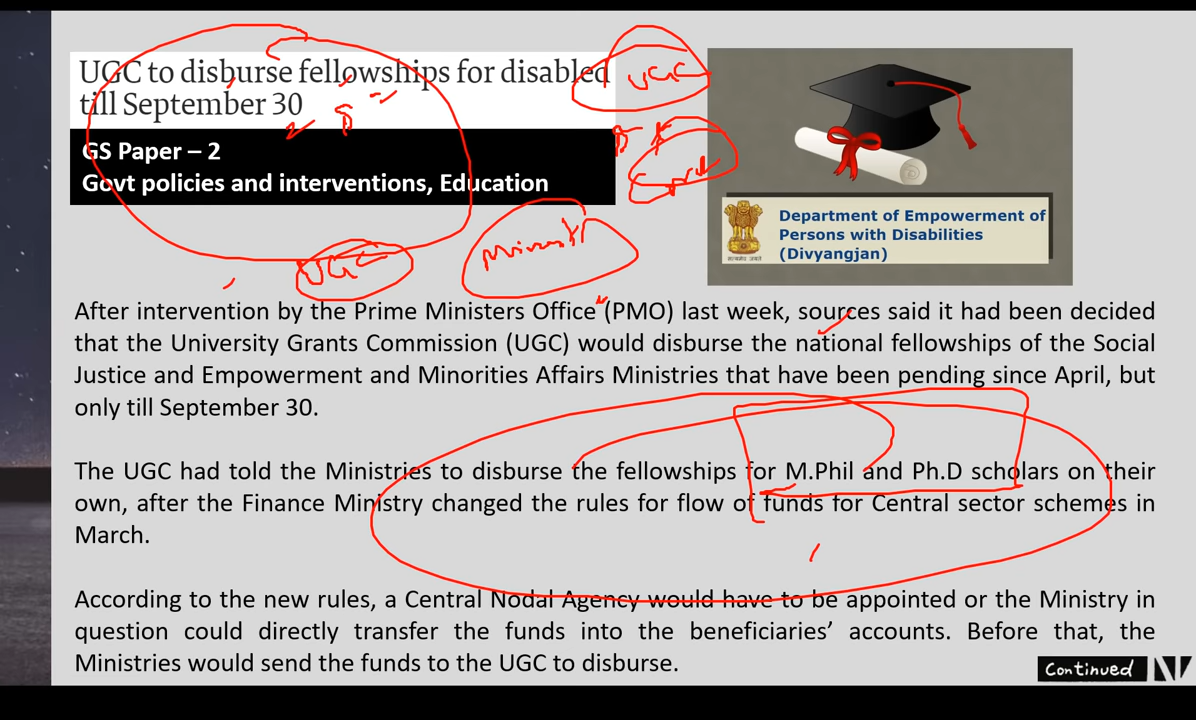 UGC to disburse fellowships for disabled
till September 30
UGC
GS Paper – 2
Govt policies and interventions, Education
Department of Empowerment of
Persons with Disabilities
(Divyangjan)
UGC
After intervention by the Prime Ministers Office (PMO) last week, sources said it had been decided
that the University Grants Commission (UGC) would disburse the national fellowships of the Social
Justice and Empowerment and Minorities Affairs Ministries that have been pending since April, but
only till September 30.
The UGC had told the Ministries to disburse the fellowships for M.Phil and Ph.D scholars on their
own, after the Finance Ministry changed the rules for flow of funds for Central sector schemes in
March.
According to the new rules, a Central Nodal Agency would have to be appointed or the Ministry in
question could directly transfer the funds into the beneficiaries’ accounts. Before that, the
Ministries would send the funds to the UGC to disburse.
Continued